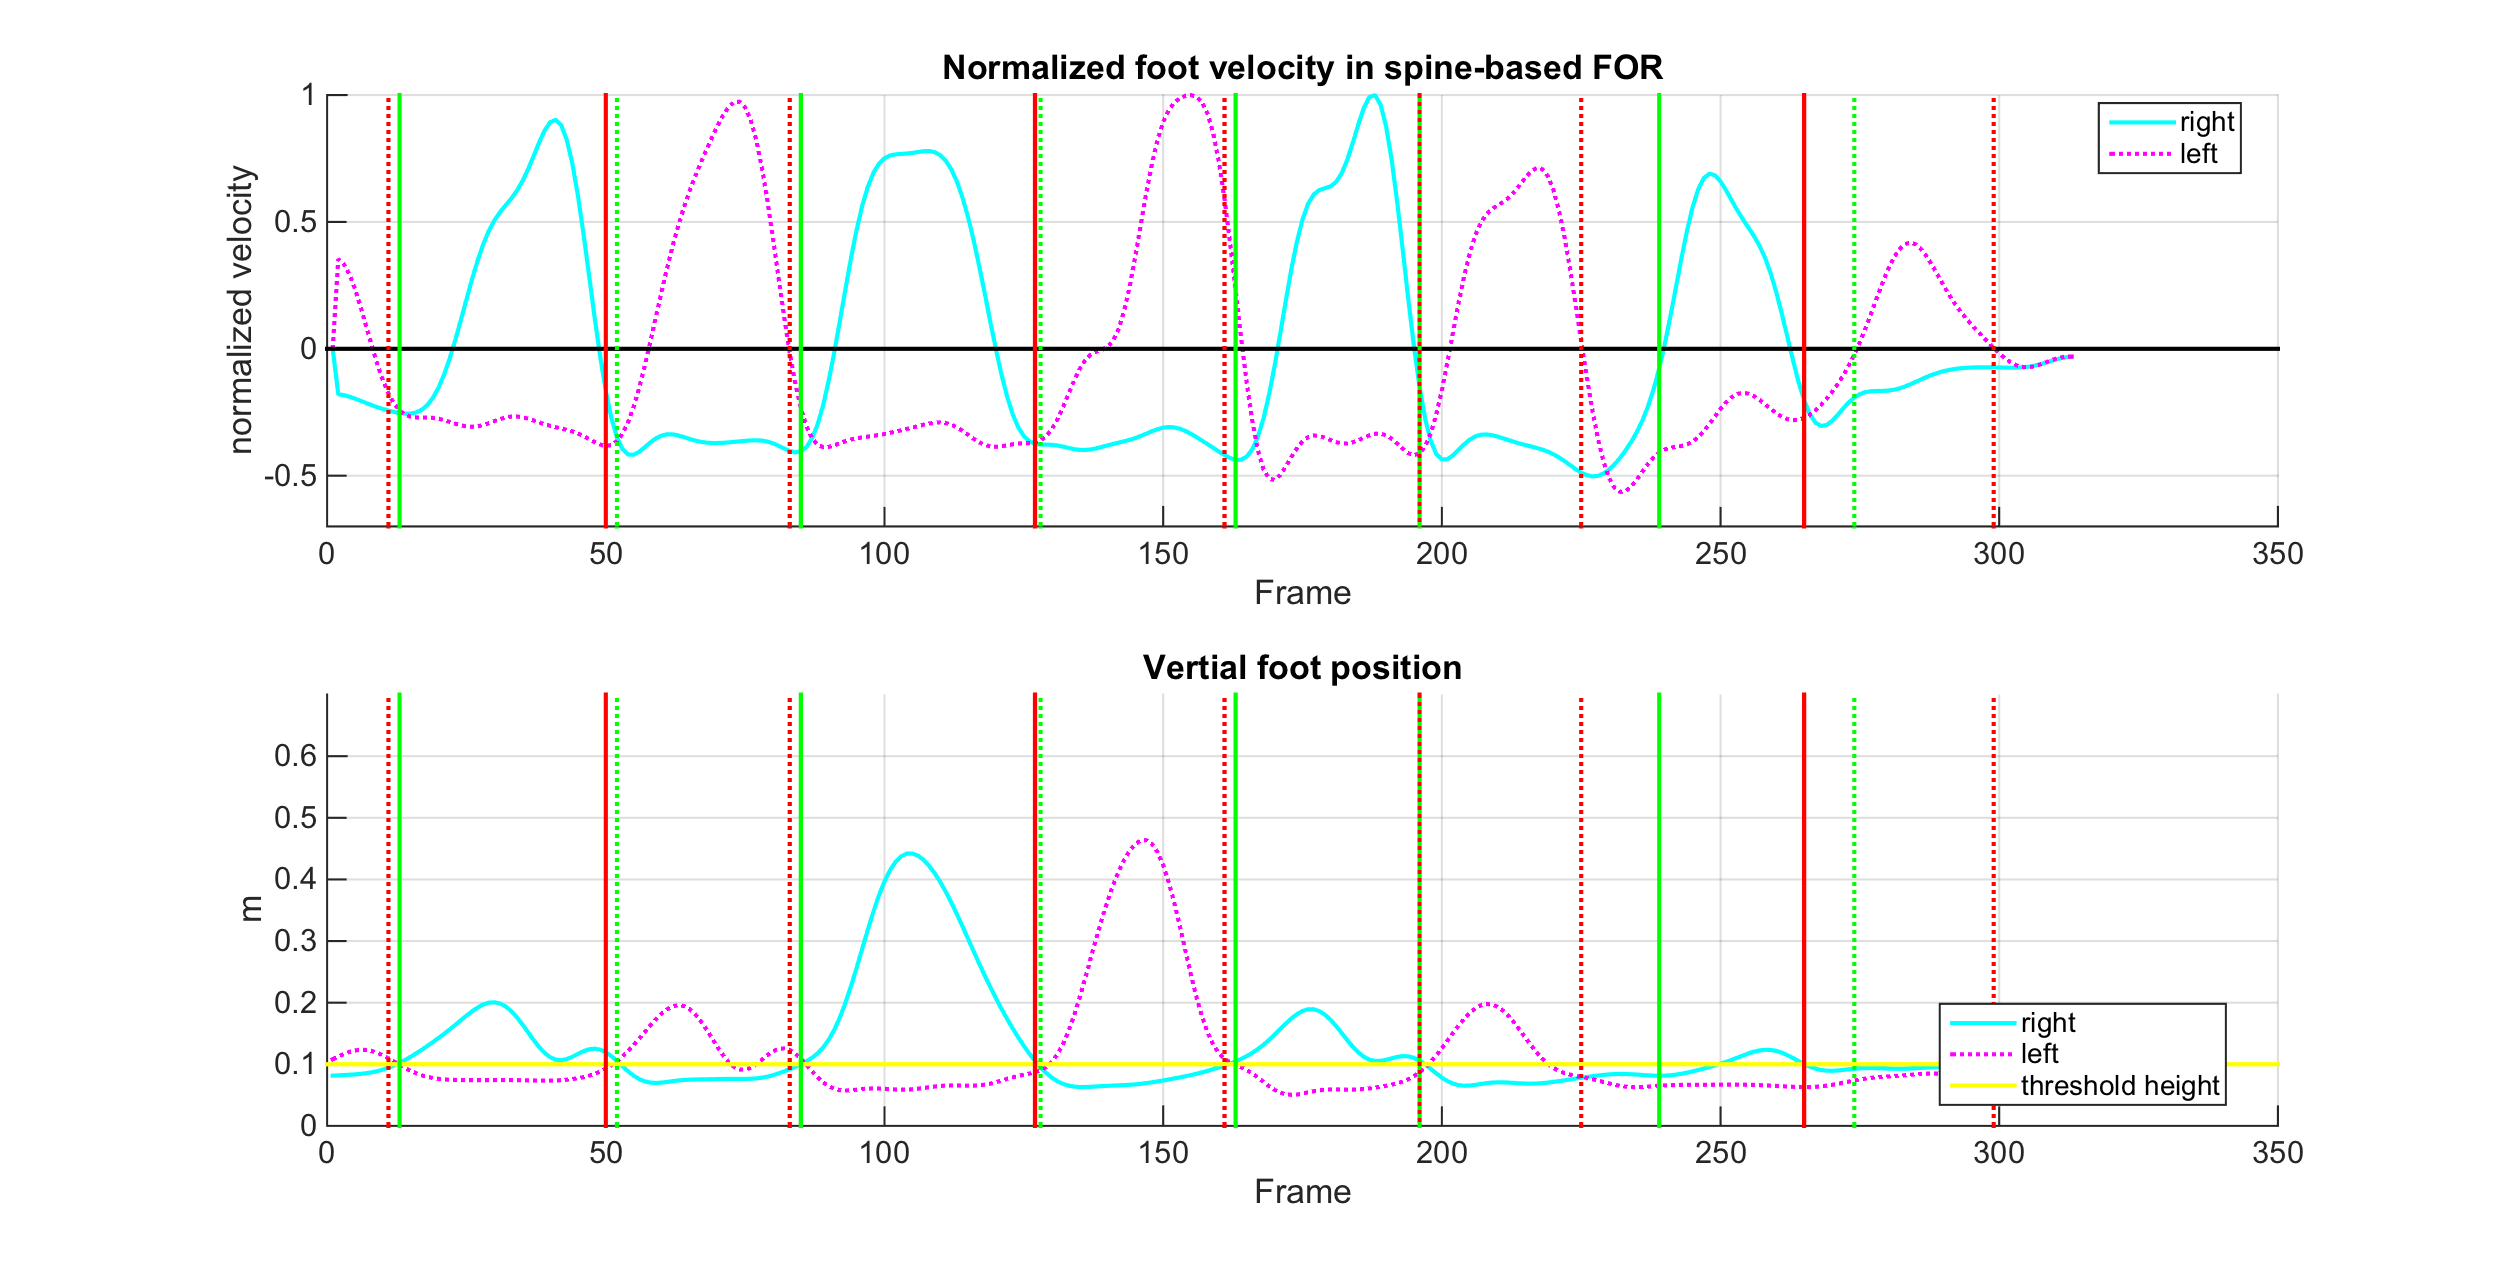 Normalized foot velocity in spine-based FOR
normalized velocity
1
0.5
0
-0.5
right
left
0 50 100 150 200 250 300 350
Frame
Vertial foot position
m
0.6
0.5
0.4
0.3
0.2
0.1
0
right
left
threshold height
0 50 100 150 200 250 300 350
Frame